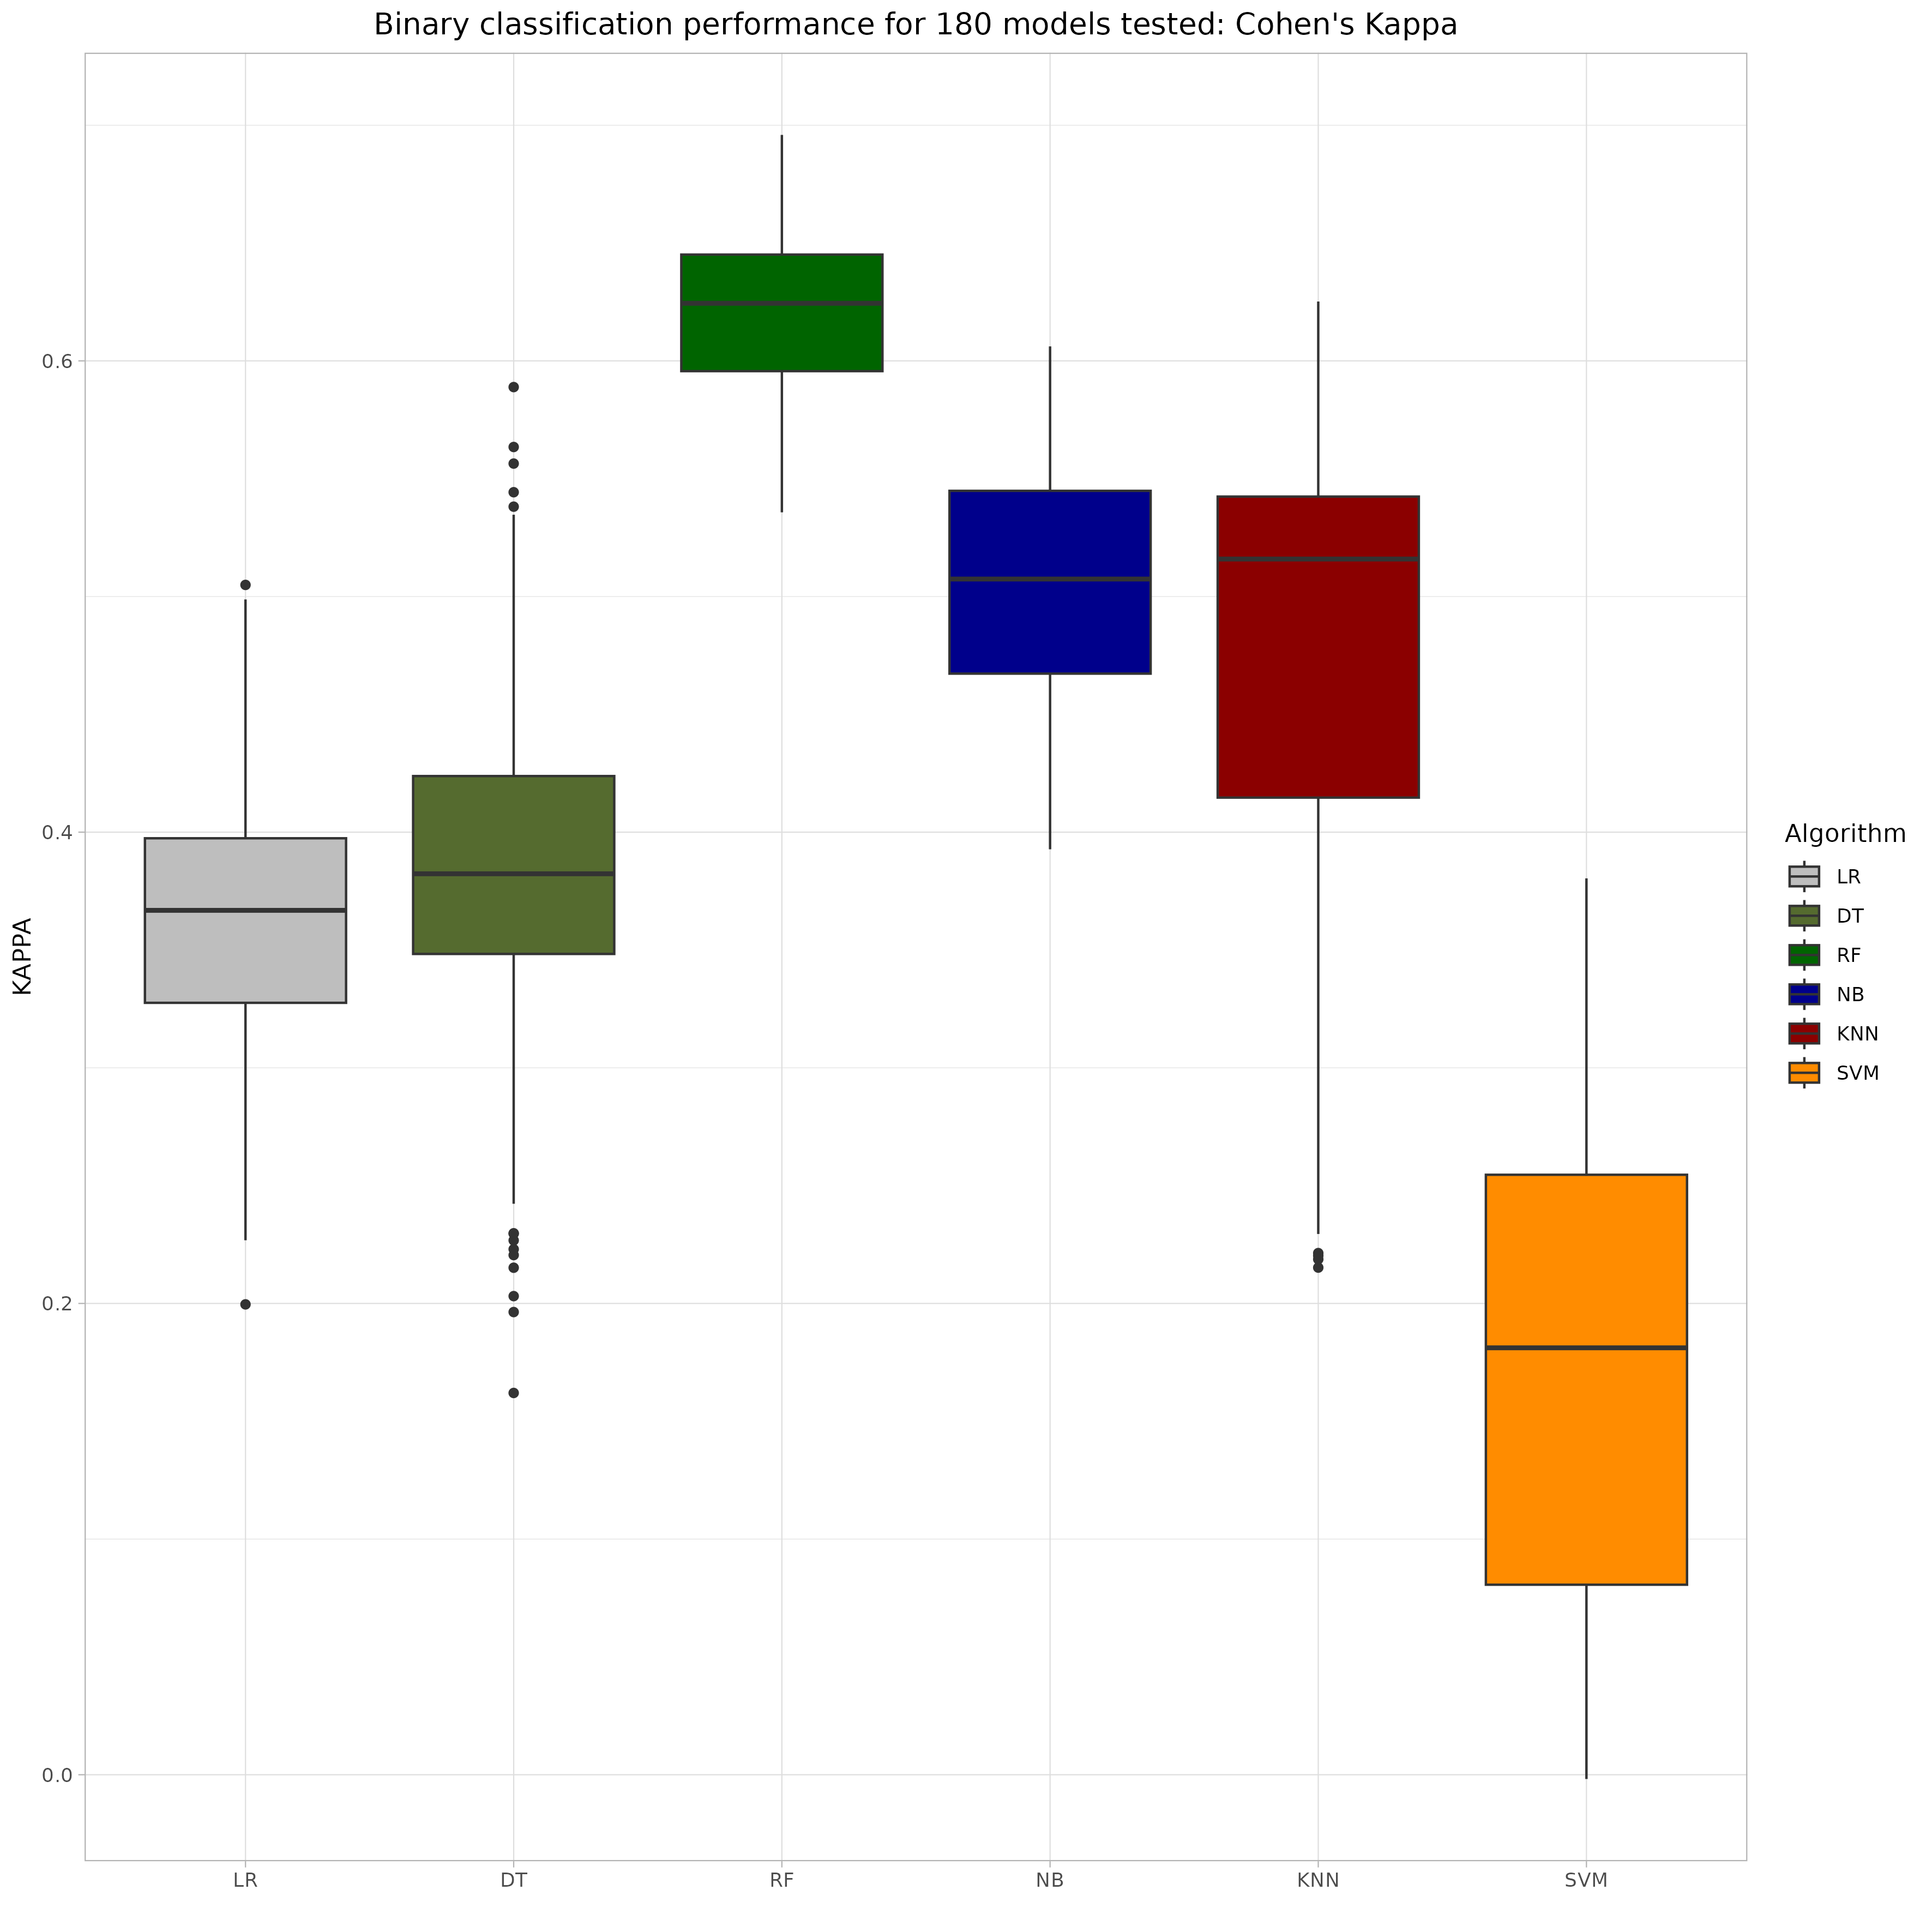 Binary classification performance for 180 models tested: Cohen's Kappa
KAPPA
0.6
0.4
0.2
0.0
LR DT RF NB KNN SVM
Algorithm
LR
DT
RF
NB
KNN
SVM